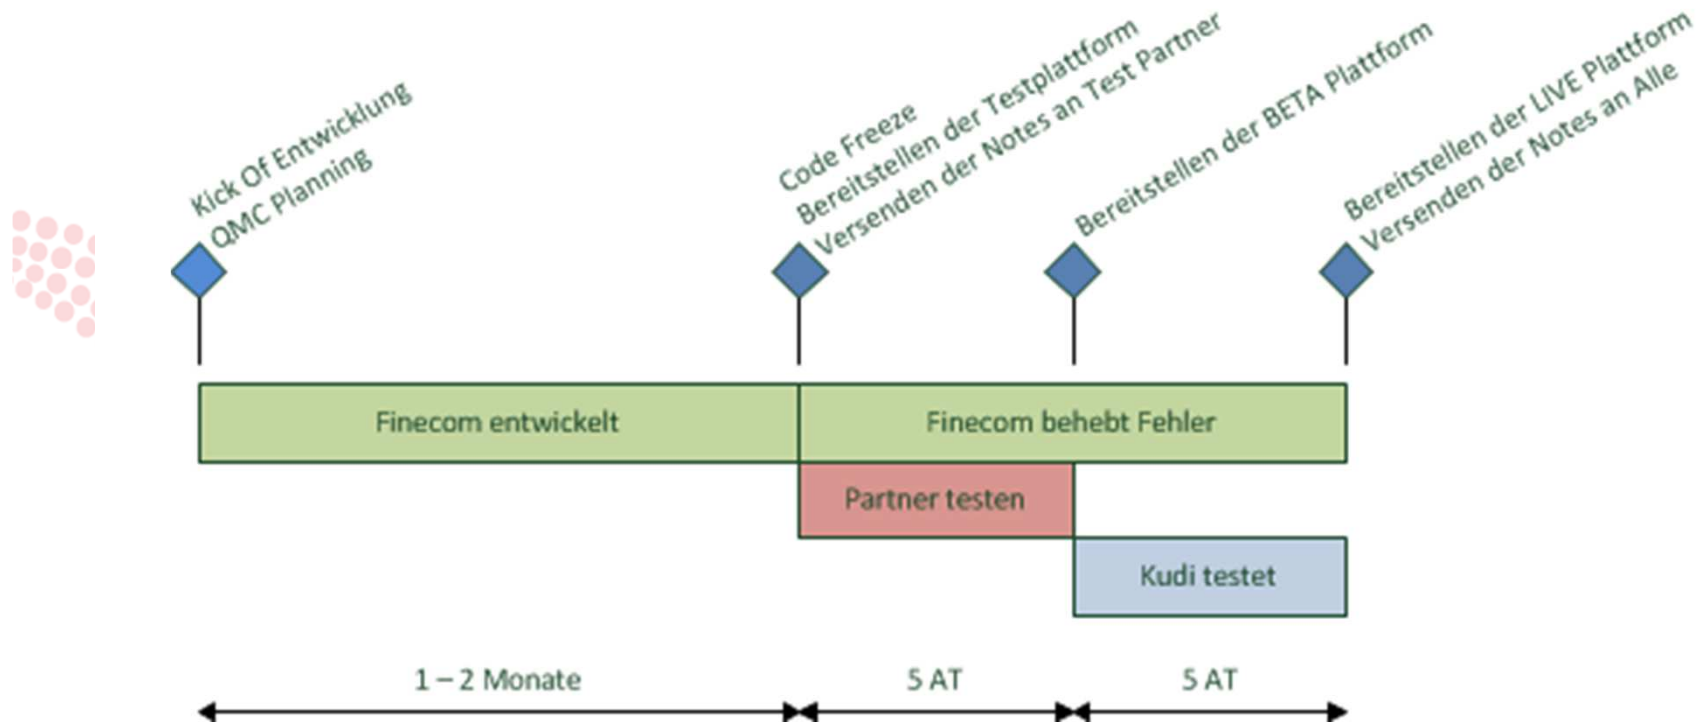 Kick Of Entwicklung
QMC Planning
Code Freeze
Bereitstellen der Testplattform
Versenden der Notes an Test Partner
Bereitstellen der BETA Plattform
Bereitstellen der LIVE Plattform
Versenden der Notes an Alle
Finecom entwickelt
Finecom behebt Fehler
Partner testen
Kudi testet
1 – 2 Monate
5 AT
5 AT